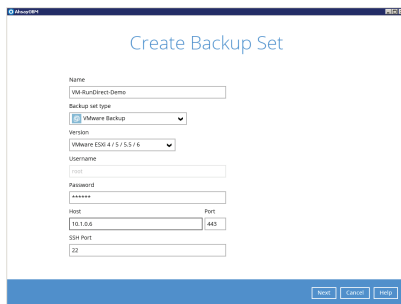 AhsayOBM
Create Backup Set
Name
VM-RunDirect-Demo
Backup set type
VMware Backup
Version
VMware ESXi 4 / 5 / 5.5 / 6
Username
root
Password
******
Host Port
10.1.0.6 443
SSH Port
22
Next Cancel Help